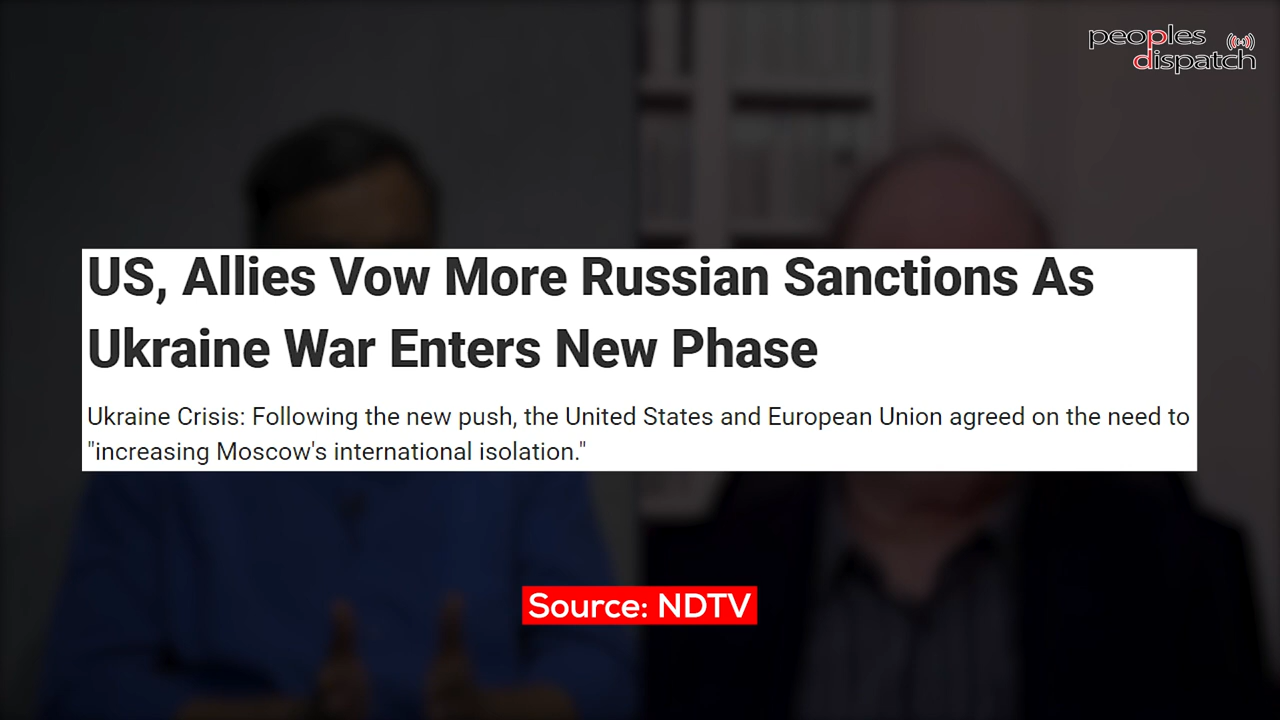 peoples
dispatch
US, Allies Vow More Russian Sanctions As
Ukraine War Enters New Phase
Ukraine Crisis: Following the new push, the United States and European Union agreed on the need to
"increasing Moscow's international isolation."
Source: NDTV